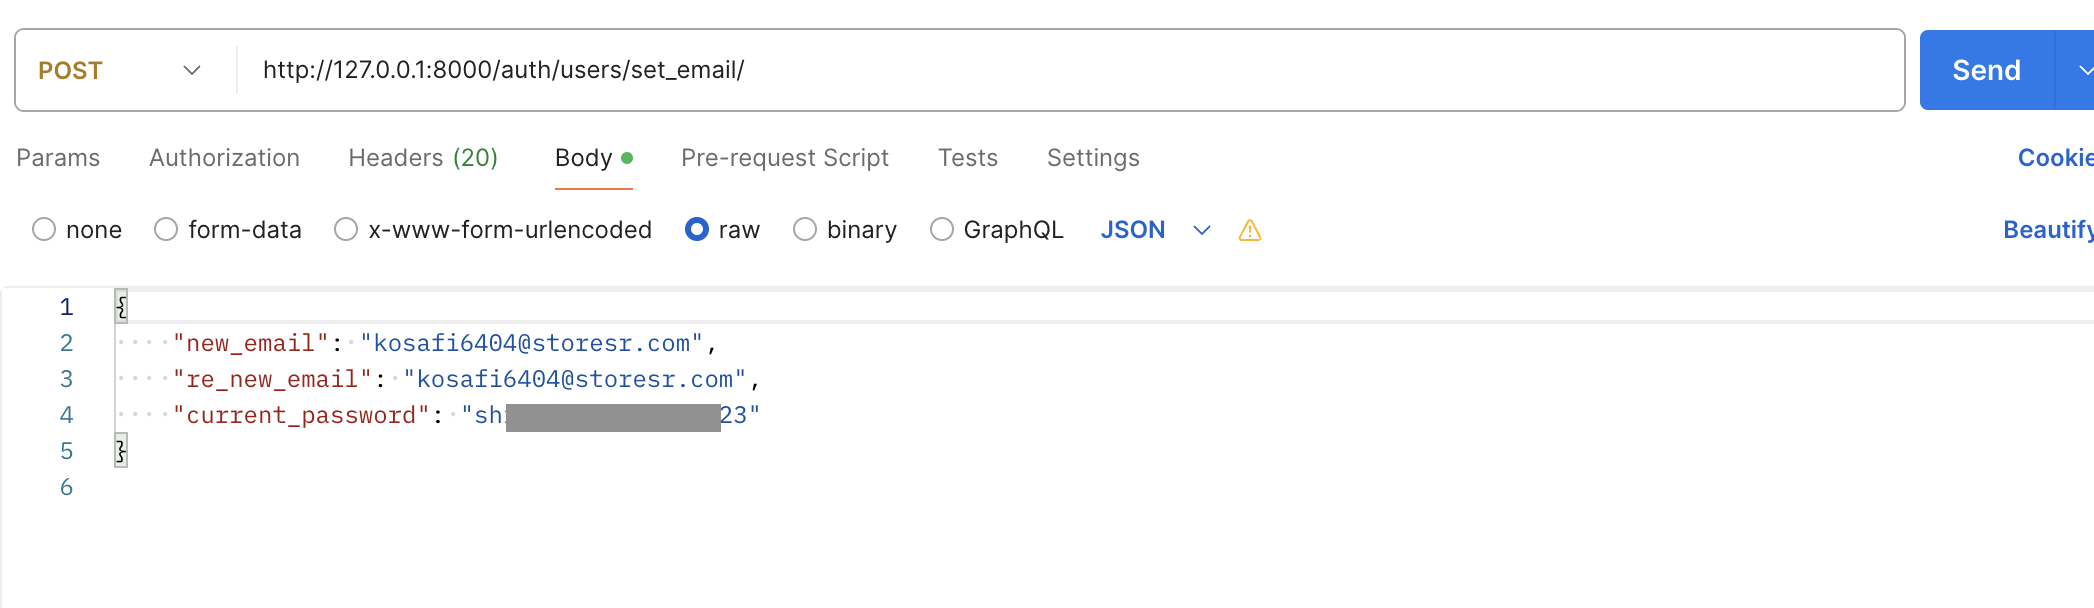 POST http://127.0.0.1:8000/auth/users/set_email/ Send
Params Authorization Headers (20) Body Pre-request Script Tests Settings Cookie
none form-data x-www-form-urlencoded raw binary GraphQL JSON Beautify
1 {
2 "new_email": "kosafi6404@storesr.com",
3 "re_new_email": "kosafi6404@storesr.com",
4 "current_password": "sh 23"
5 }
6